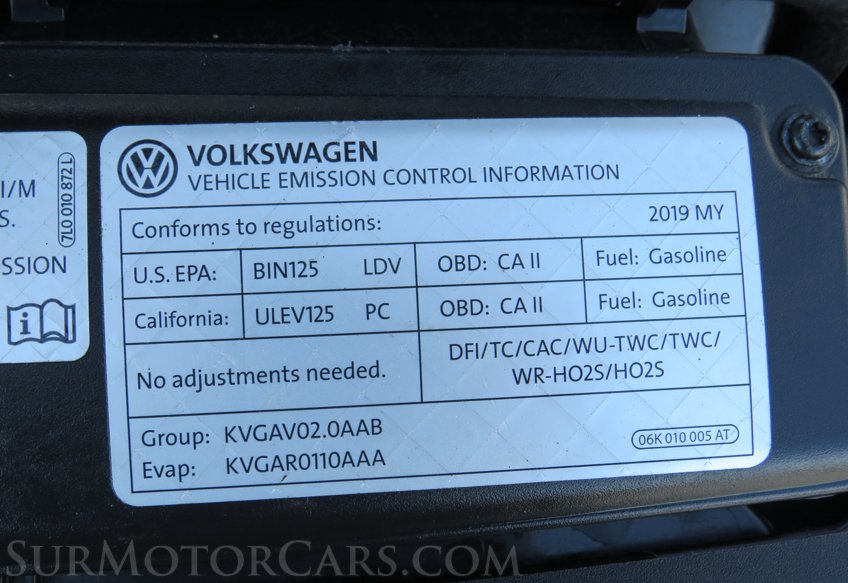 I/M
S.
7L0 010 872 L
SSION
i
VOLKSWAGEN
VEHICLE EMISSION CONTROL INFORMATION
Conforms to regulations: 2019 MY
U.S. EPA: BIN125 LDV OBD: CA II Fuel: Gasoline
California: ULEV125 PC OBD: CA II Fuel: Gasoline
No adjustments needed.
DFI/TC/CAC/WU-TWC/TWC/
WR-HO2S/HO2S
Group: KVGAV02.0AAB
Evap: KVGAR0110AAA
06K 010 005 AT
SurMotorCars.com